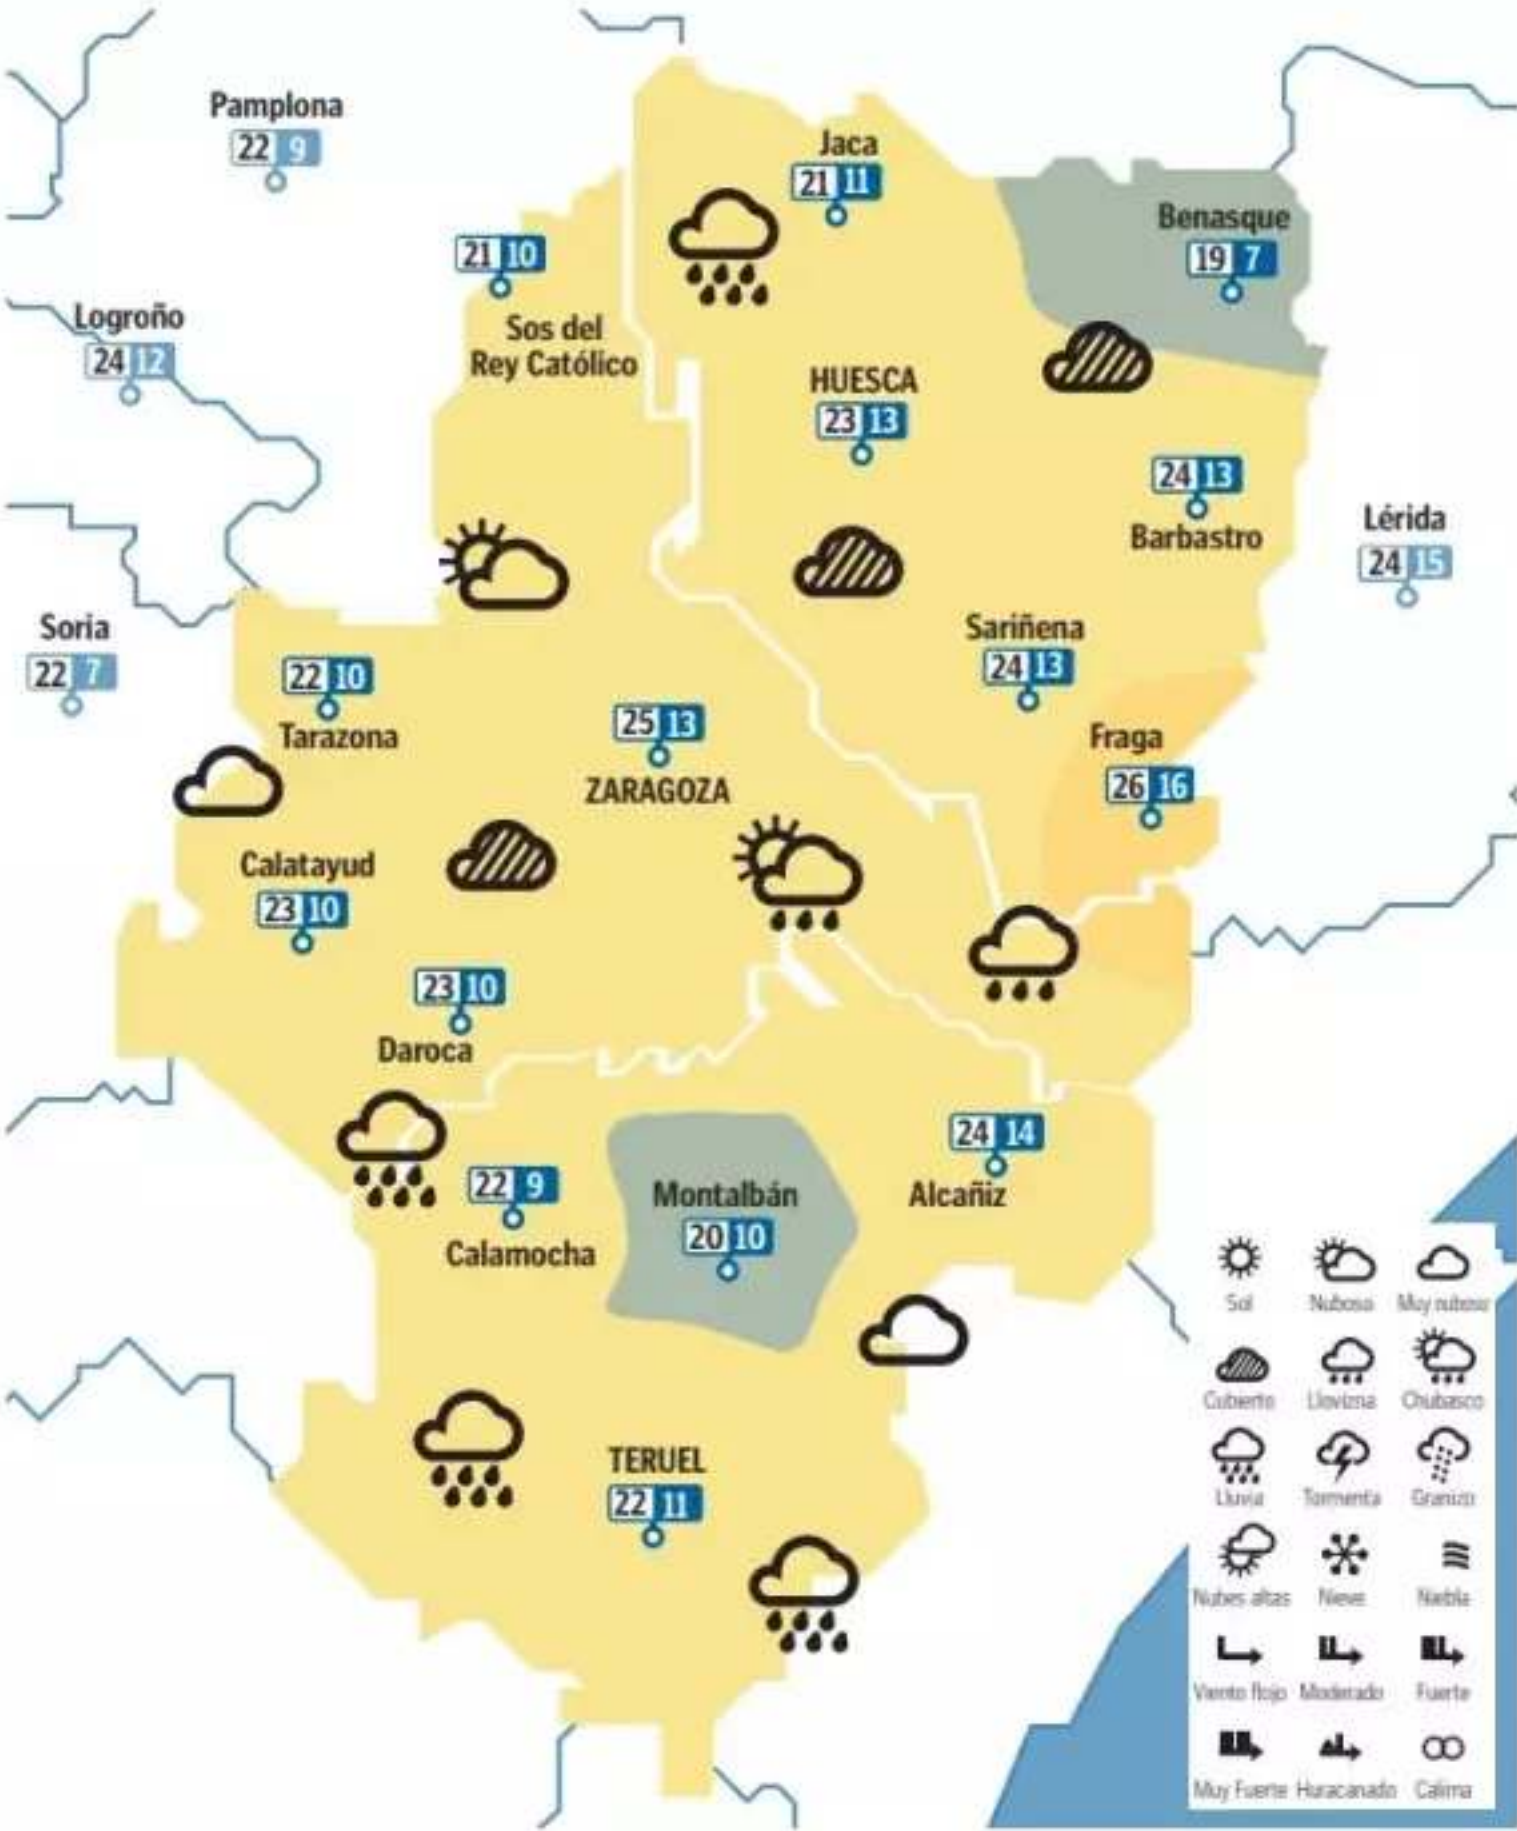 Pamplona
22 9
Jaca
21 11
Benasque
19 7
21 10
Sos del
Rey Católico
Logroño
24 12
HUESCA
23 13
24 13
Barbastro
Lérida
24 15
Soria
22 7
Sariñena
24 13
22 10
Tarazona
25 13
ZARAGOZA
Fraga
26 16
Calatayud
23 10
23 10
Daroca
24 14
Alcañiz
22 9
Calamocha
Montalbán
20 10
TERUEL
22 11
Sol Nuboso Muy nuboso
Cubierto Llovizna Chubasco
Lluvia Tormenta Granizo
Nubes altas Nieve Niebla
Viento flojo Moderado Fuerte
Muy Fuerte Huracanado Calima